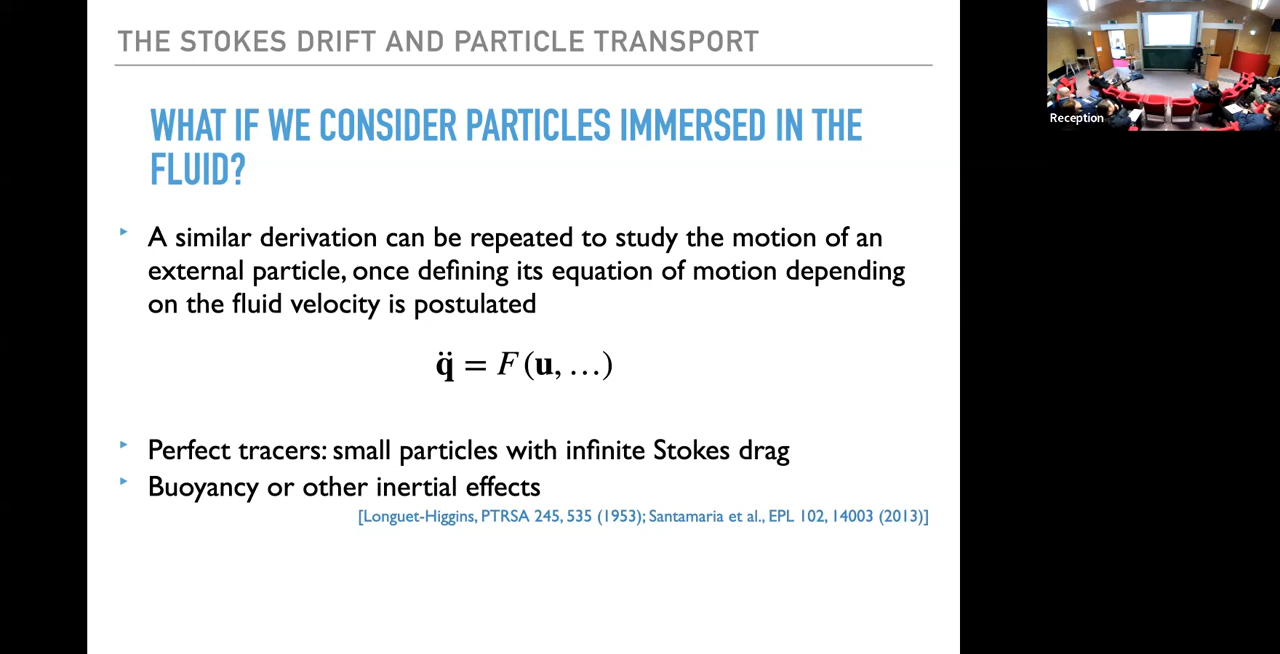 THE STOKES DRIFT AND PARTICLE TRANSPORT
WHAT IF WE CONSIDER PARTICLES IMMERSED IN THE
FLUID?
‣ A similar derivation can be repeated to study the motion of an
external particle, once defining its equation of motion depending
on the fluid velocity is postulated
q̈ = F(u, …)
‣ Perfect tracers: small particles with infinite Stokes drag
‣ Buoyancy or other inertial effects
[Longuet-Higgins, PTRSA 245, 535 (1953); Santamaria et al., EPL 102, 14003 (2013)]
Reception